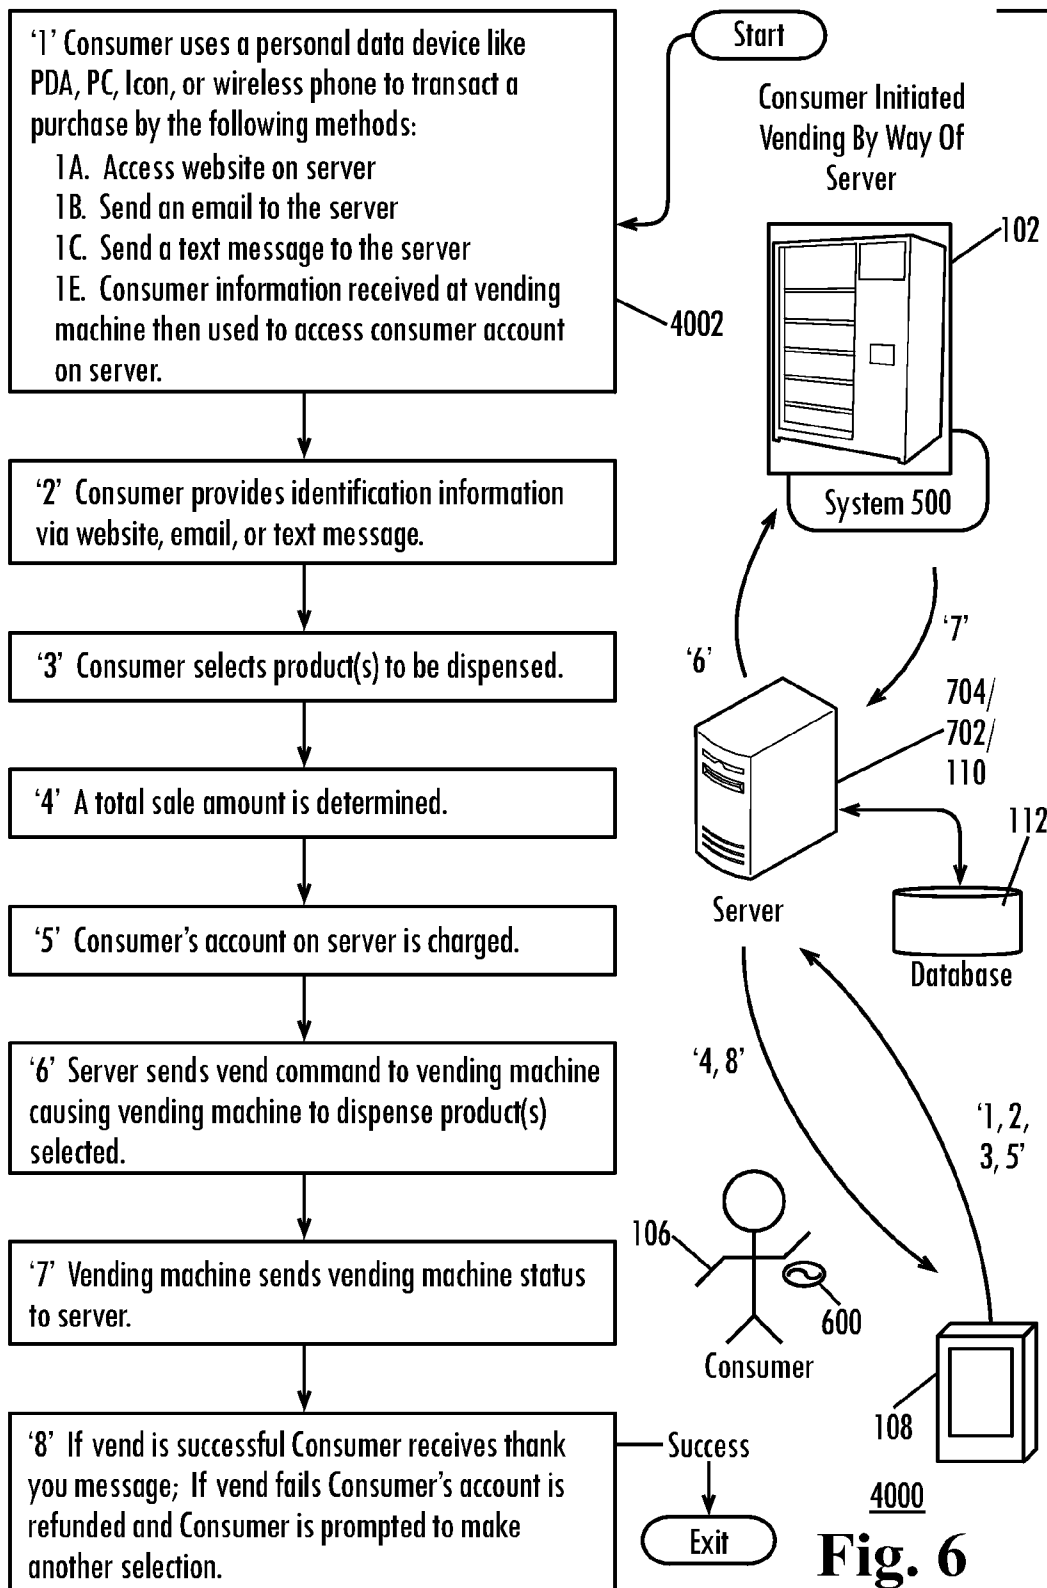 '1' Consumer uses a personal data device like
PDA, PC, Icon, or wireless phone to transact a
purchase by the following methods:
1A. Access website on server
1B. Send an email to the server
1C. Send a text message to the server
1E. Consumer information received at vending
machine then used to access consumer account
on server.
Start
Consumer Initiated
Vending By Way Of
Server
102
4002
'2' Consumer provides identification information
via website, email, or text message.
System 500
'3' Consumer selects product(s) to be dispensed.
'6'
'7'
704/
702/
110
'4' A total sale amount is determined.
112
Server
'5' Consumer's account on server is charged.
Database
'6' Server sends vend command to vending machine
causing vending machine to dispense product(s)
selected.
'4, 8'
'1, 2,
3, 5'
106
600
Consumer
'7' Vending machine sends vending machine status
to server.
108
'8' If vend is successful Consumer receives thank
you message; If vend fails Consumer's account is
refunded and Consumer is prompted to make
another selection.
Success
Exit
4000
Fig. 6